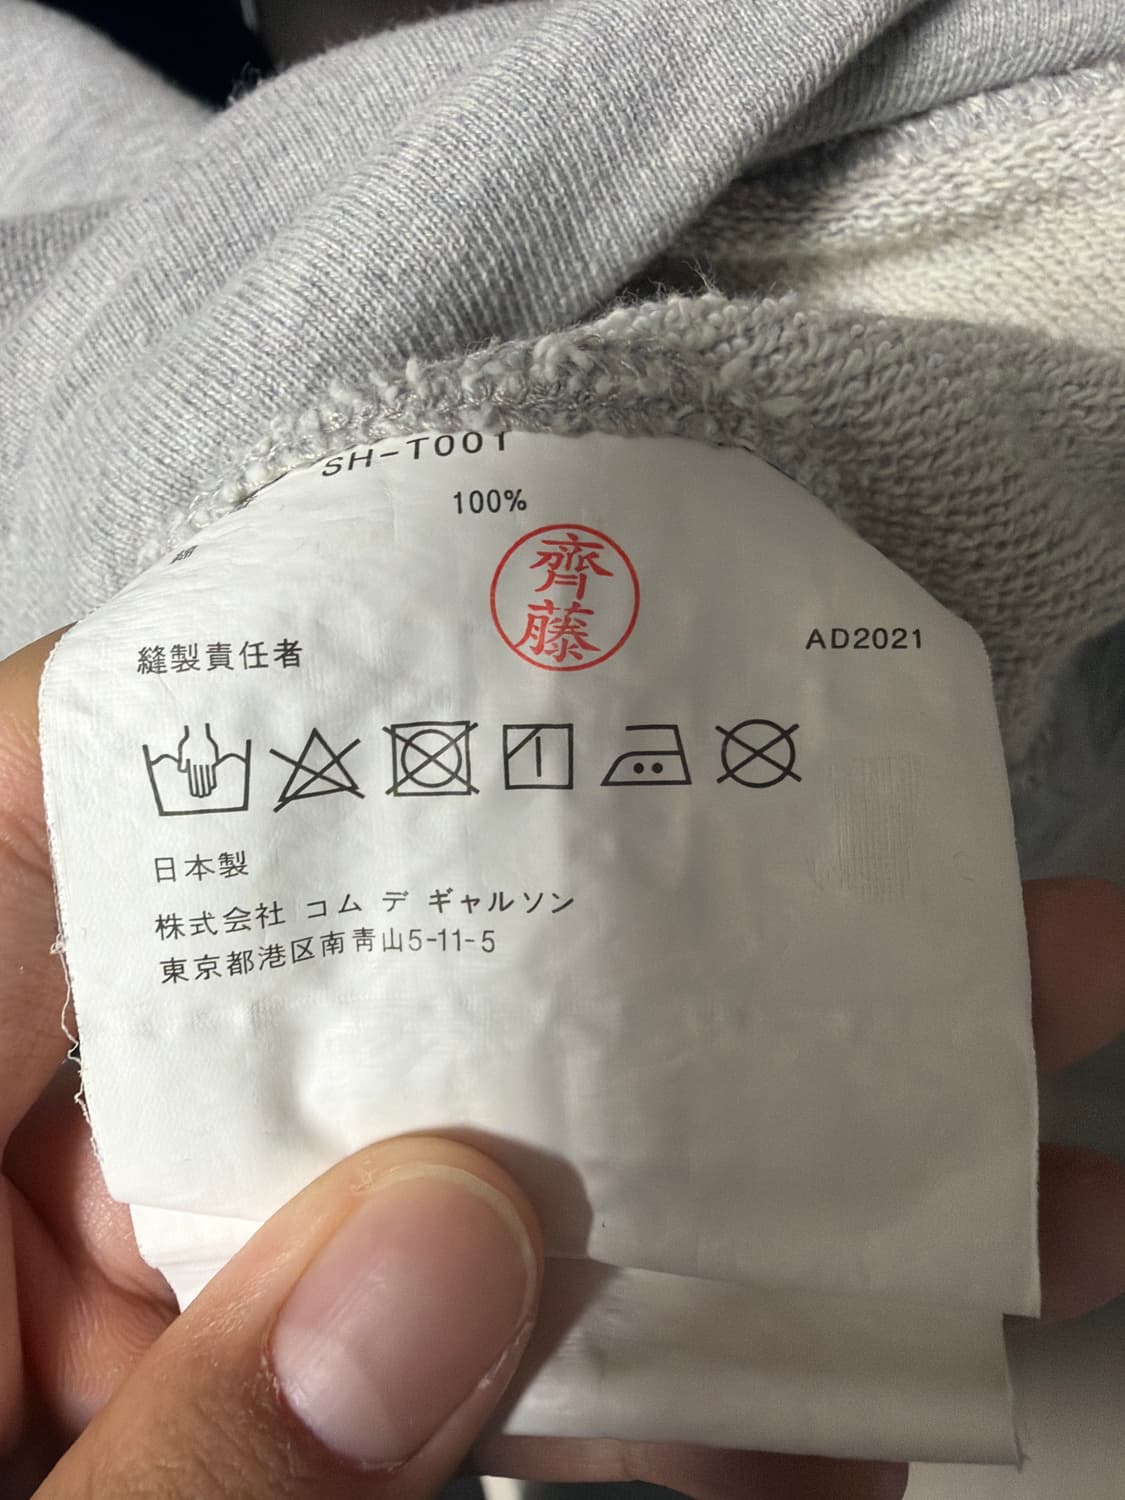 SH-T001
綿 100%
齊藤
縫製責任者 AD2021
日本製
株式会社 コム デ ギャルソン
東京都港区南青山5-11-5